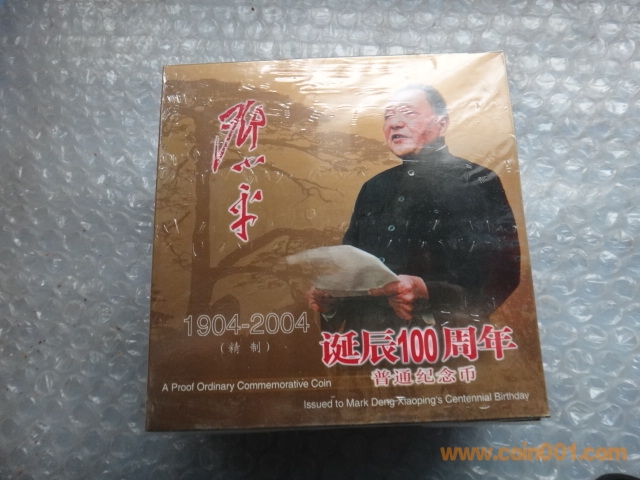 邓小平
1904-2004
(精制)
诞辰100周年
普通纪念币
A Proof Ordinary Commemorative Coin
Issued to Mark Deng Xiaoping's Centennial Birthday
www.coin001.com